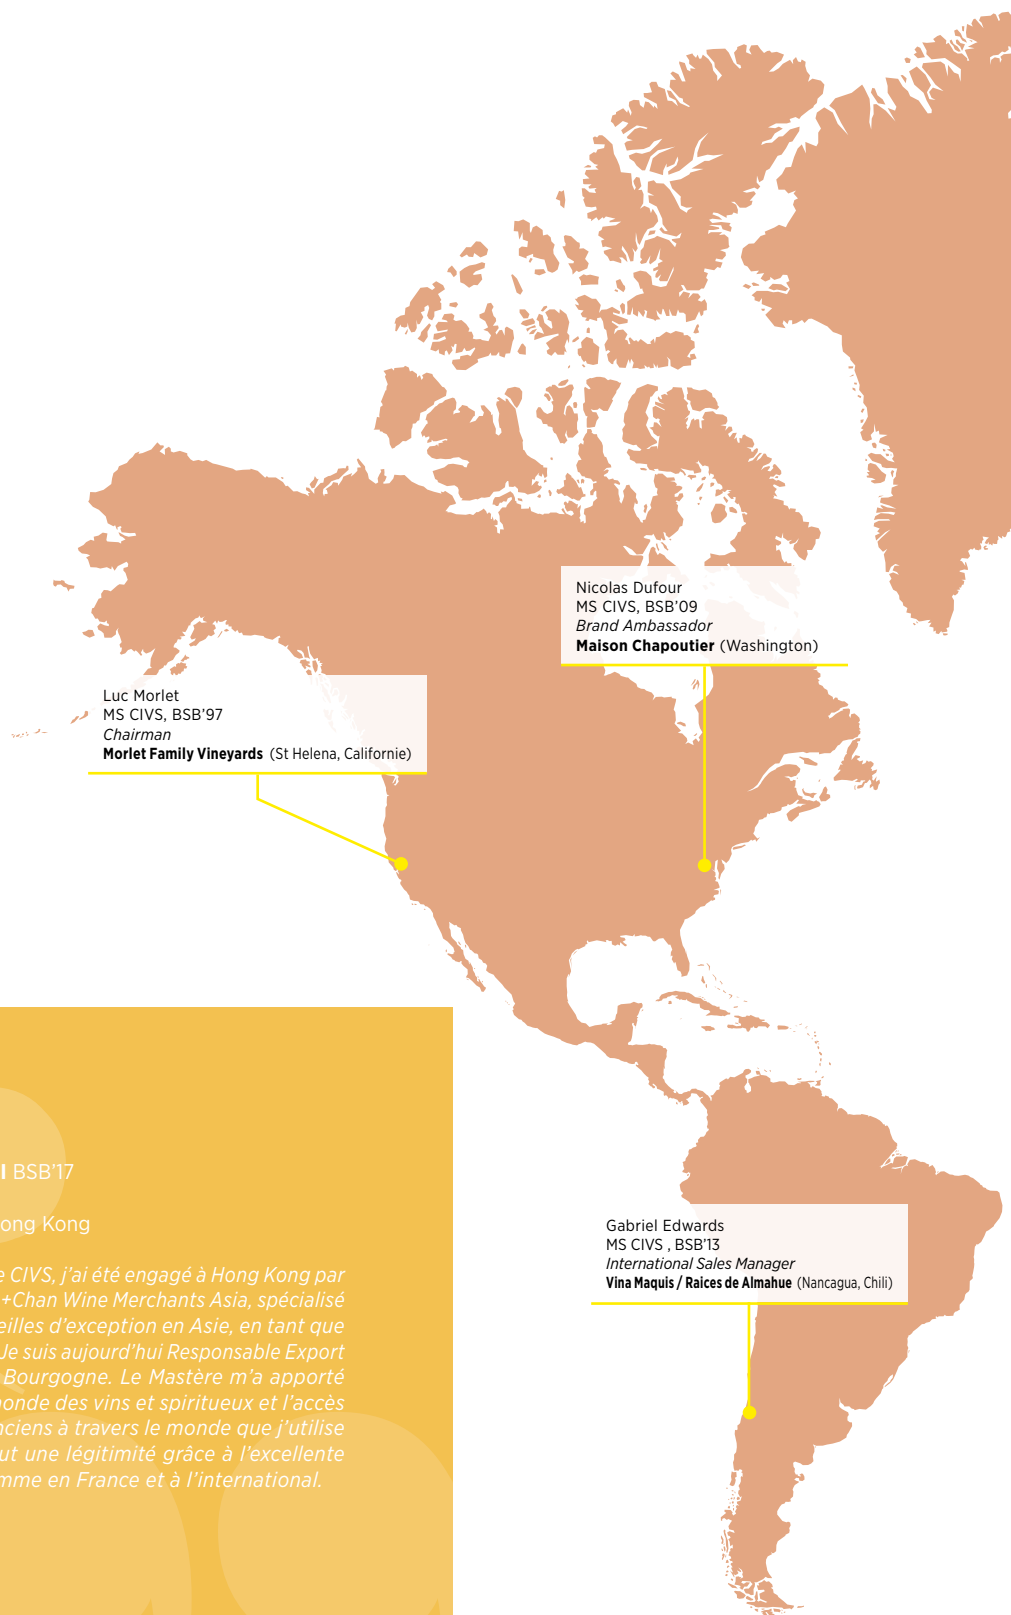 Nicolas Dufour
MS CIVS, BSB’09
Brand Ambassador
Maison Chapoutier (Washington)
Luc Morlet
MS CIVS, BSB’97
Chairman
Morlet Family Vineyards (St Helena, Californie)
BSB’17
ong Kong
e CIVS, j’ai été engagé à Hong Kong par
+Chan Wine Merchants Asia, spécialisé
eilles d’exception en Asie, en tant que
Je suis aujourd’hui Responsable Export
Bourgogne. Le Mastère m’a apporté
onde des vins et spiritueux et l’accès
nciens à travers le monde que j’utilise
ut une légitimité grâce à l’excellente
mme en France et à l’international.
Gabriel Edwards
MS CIVS , BSB’13
International Sales Manager
Vina Maquis / Raices de Almahue (Nancagua, Chili)